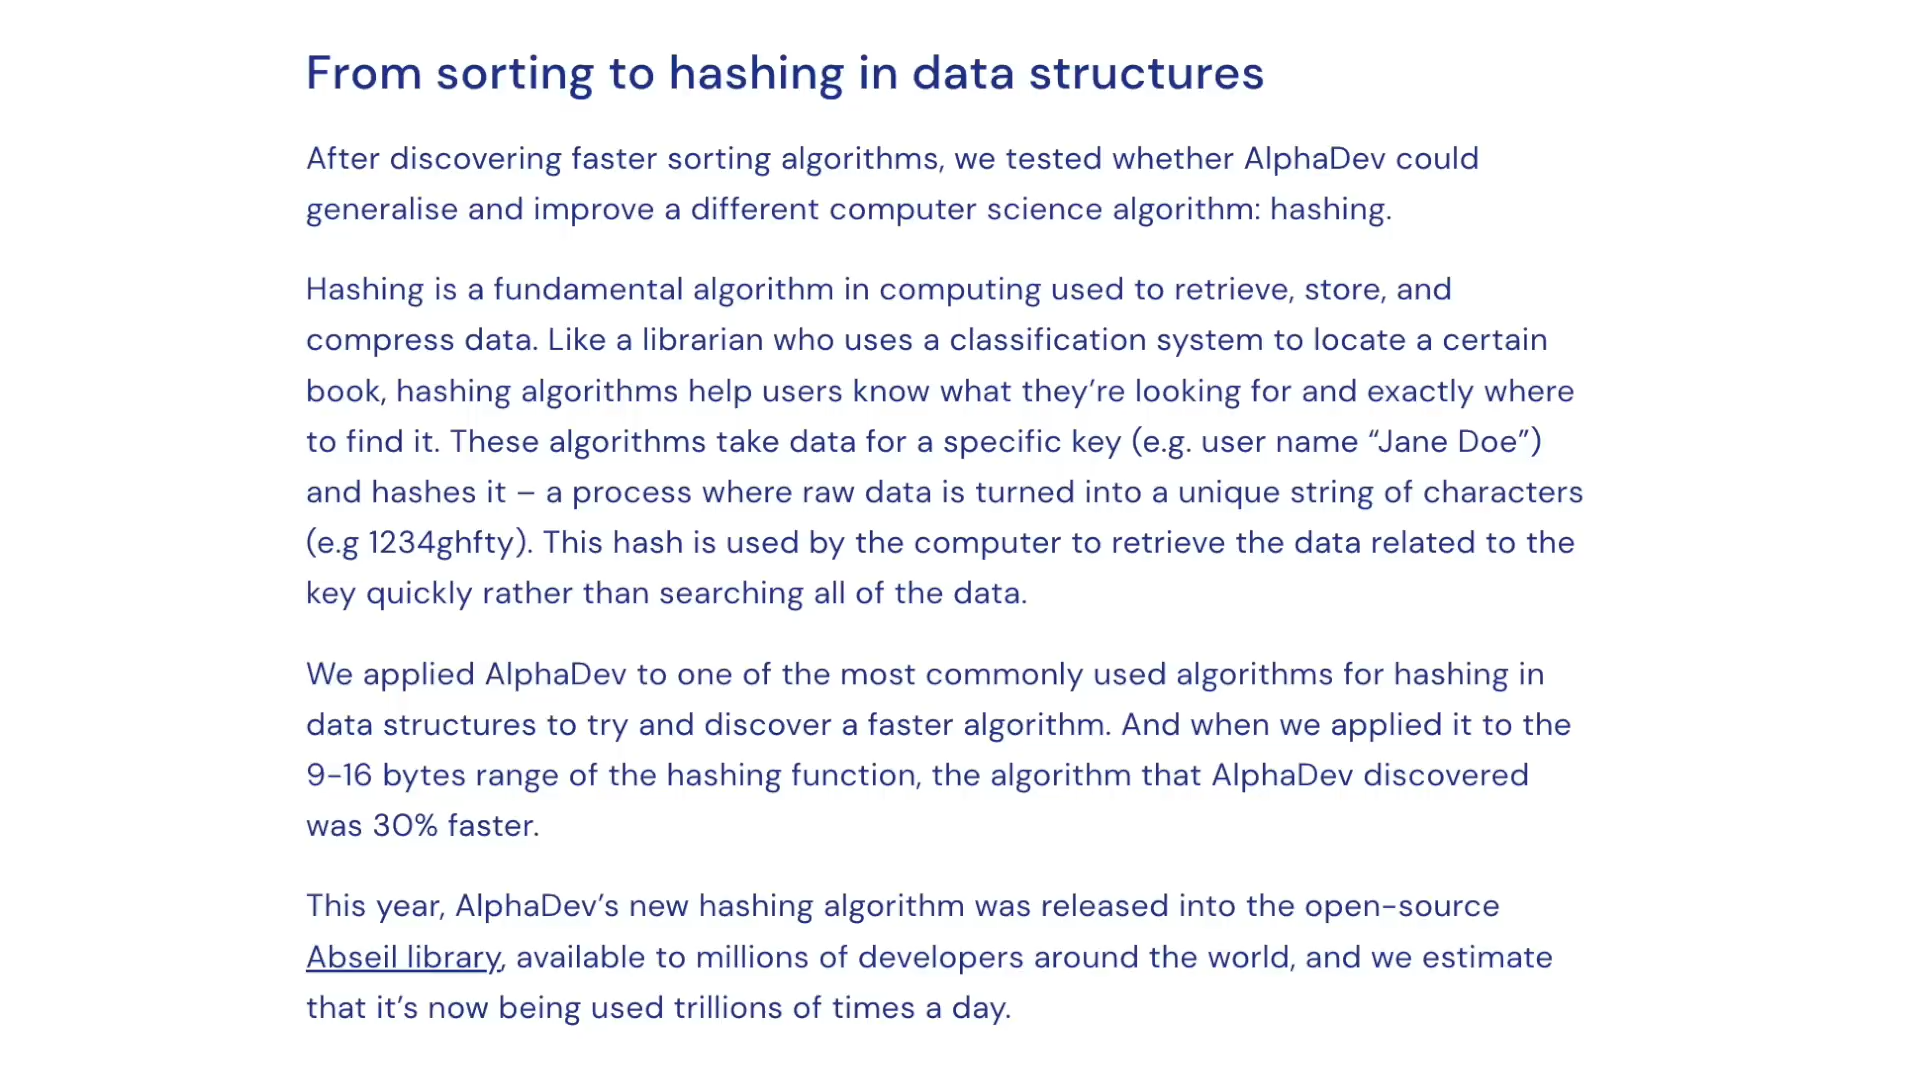 From sorting to hashing in data structures
After discovering faster sorting algorithms, we tested whether AlphaDev could
generalise and improve a different computer science algorithm: hashing.
Hashing is a fundamental algorithm in computing used to retrieve, store, and
compress data. Like a librarian who uses a classification system to locate a certain
book, hashing algorithms help users know what they’re looking for and exactly where
to find it. These algorithms take data for a specific key (e.g. user name “Jane Doe”)
and hashes it – a process where raw data is turned into a unique string of characters
(e.g 1234ghfty). This hash is used by the computer to retrieve the data related to the
key quickly rather than searching all of the data.
We applied AlphaDev to one of the most commonly used algorithms for hashing in
data structures to try and discover a faster algorithm. And when we applied it to the
9-16 bytes range of the hashing function, the algorithm that AlphaDev discovered
was 30% faster.
This year, AlphaDev’s new hashing algorithm was released into the open-source
Abseil library, available to millions of developers around the world, and we estimate
that it’s now being used trillions of times a day.